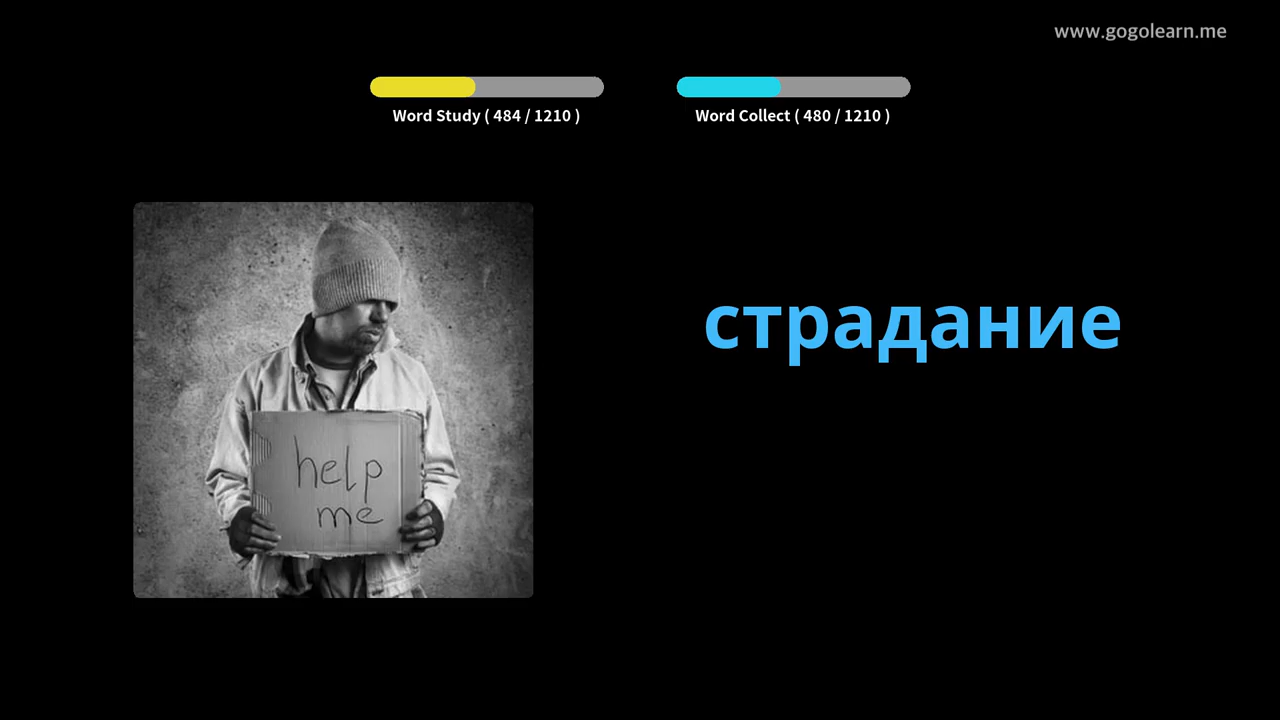 www.gogolearn.me
Word Study ( 484 / 1210 )
Word Collect ( 480 / 1210 )
страдание
help
me